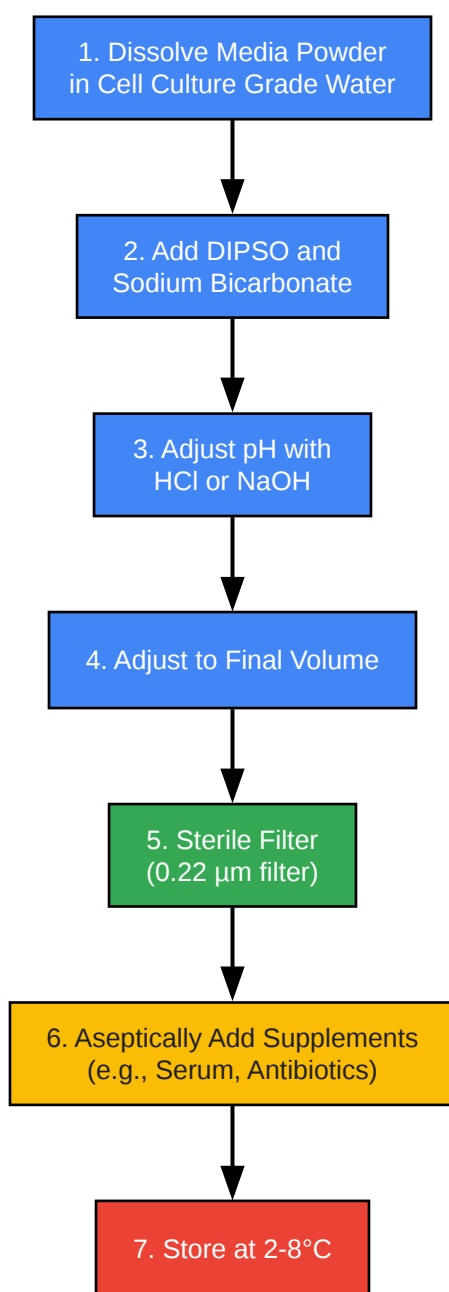 1. Dissolve Media Powder
in Cell Culture Grade Water
2. Add DIPSO and
Sodium Bicarbonate
3. Adjust pH with
HCl or NaOH
4. Adjust to Final Volume
5. Sterile Filter
(0.22 µm filter)
6. Aseptically Add Supplements
(e.g., Serum, Antibiotics)
7. Store at 2-8°C